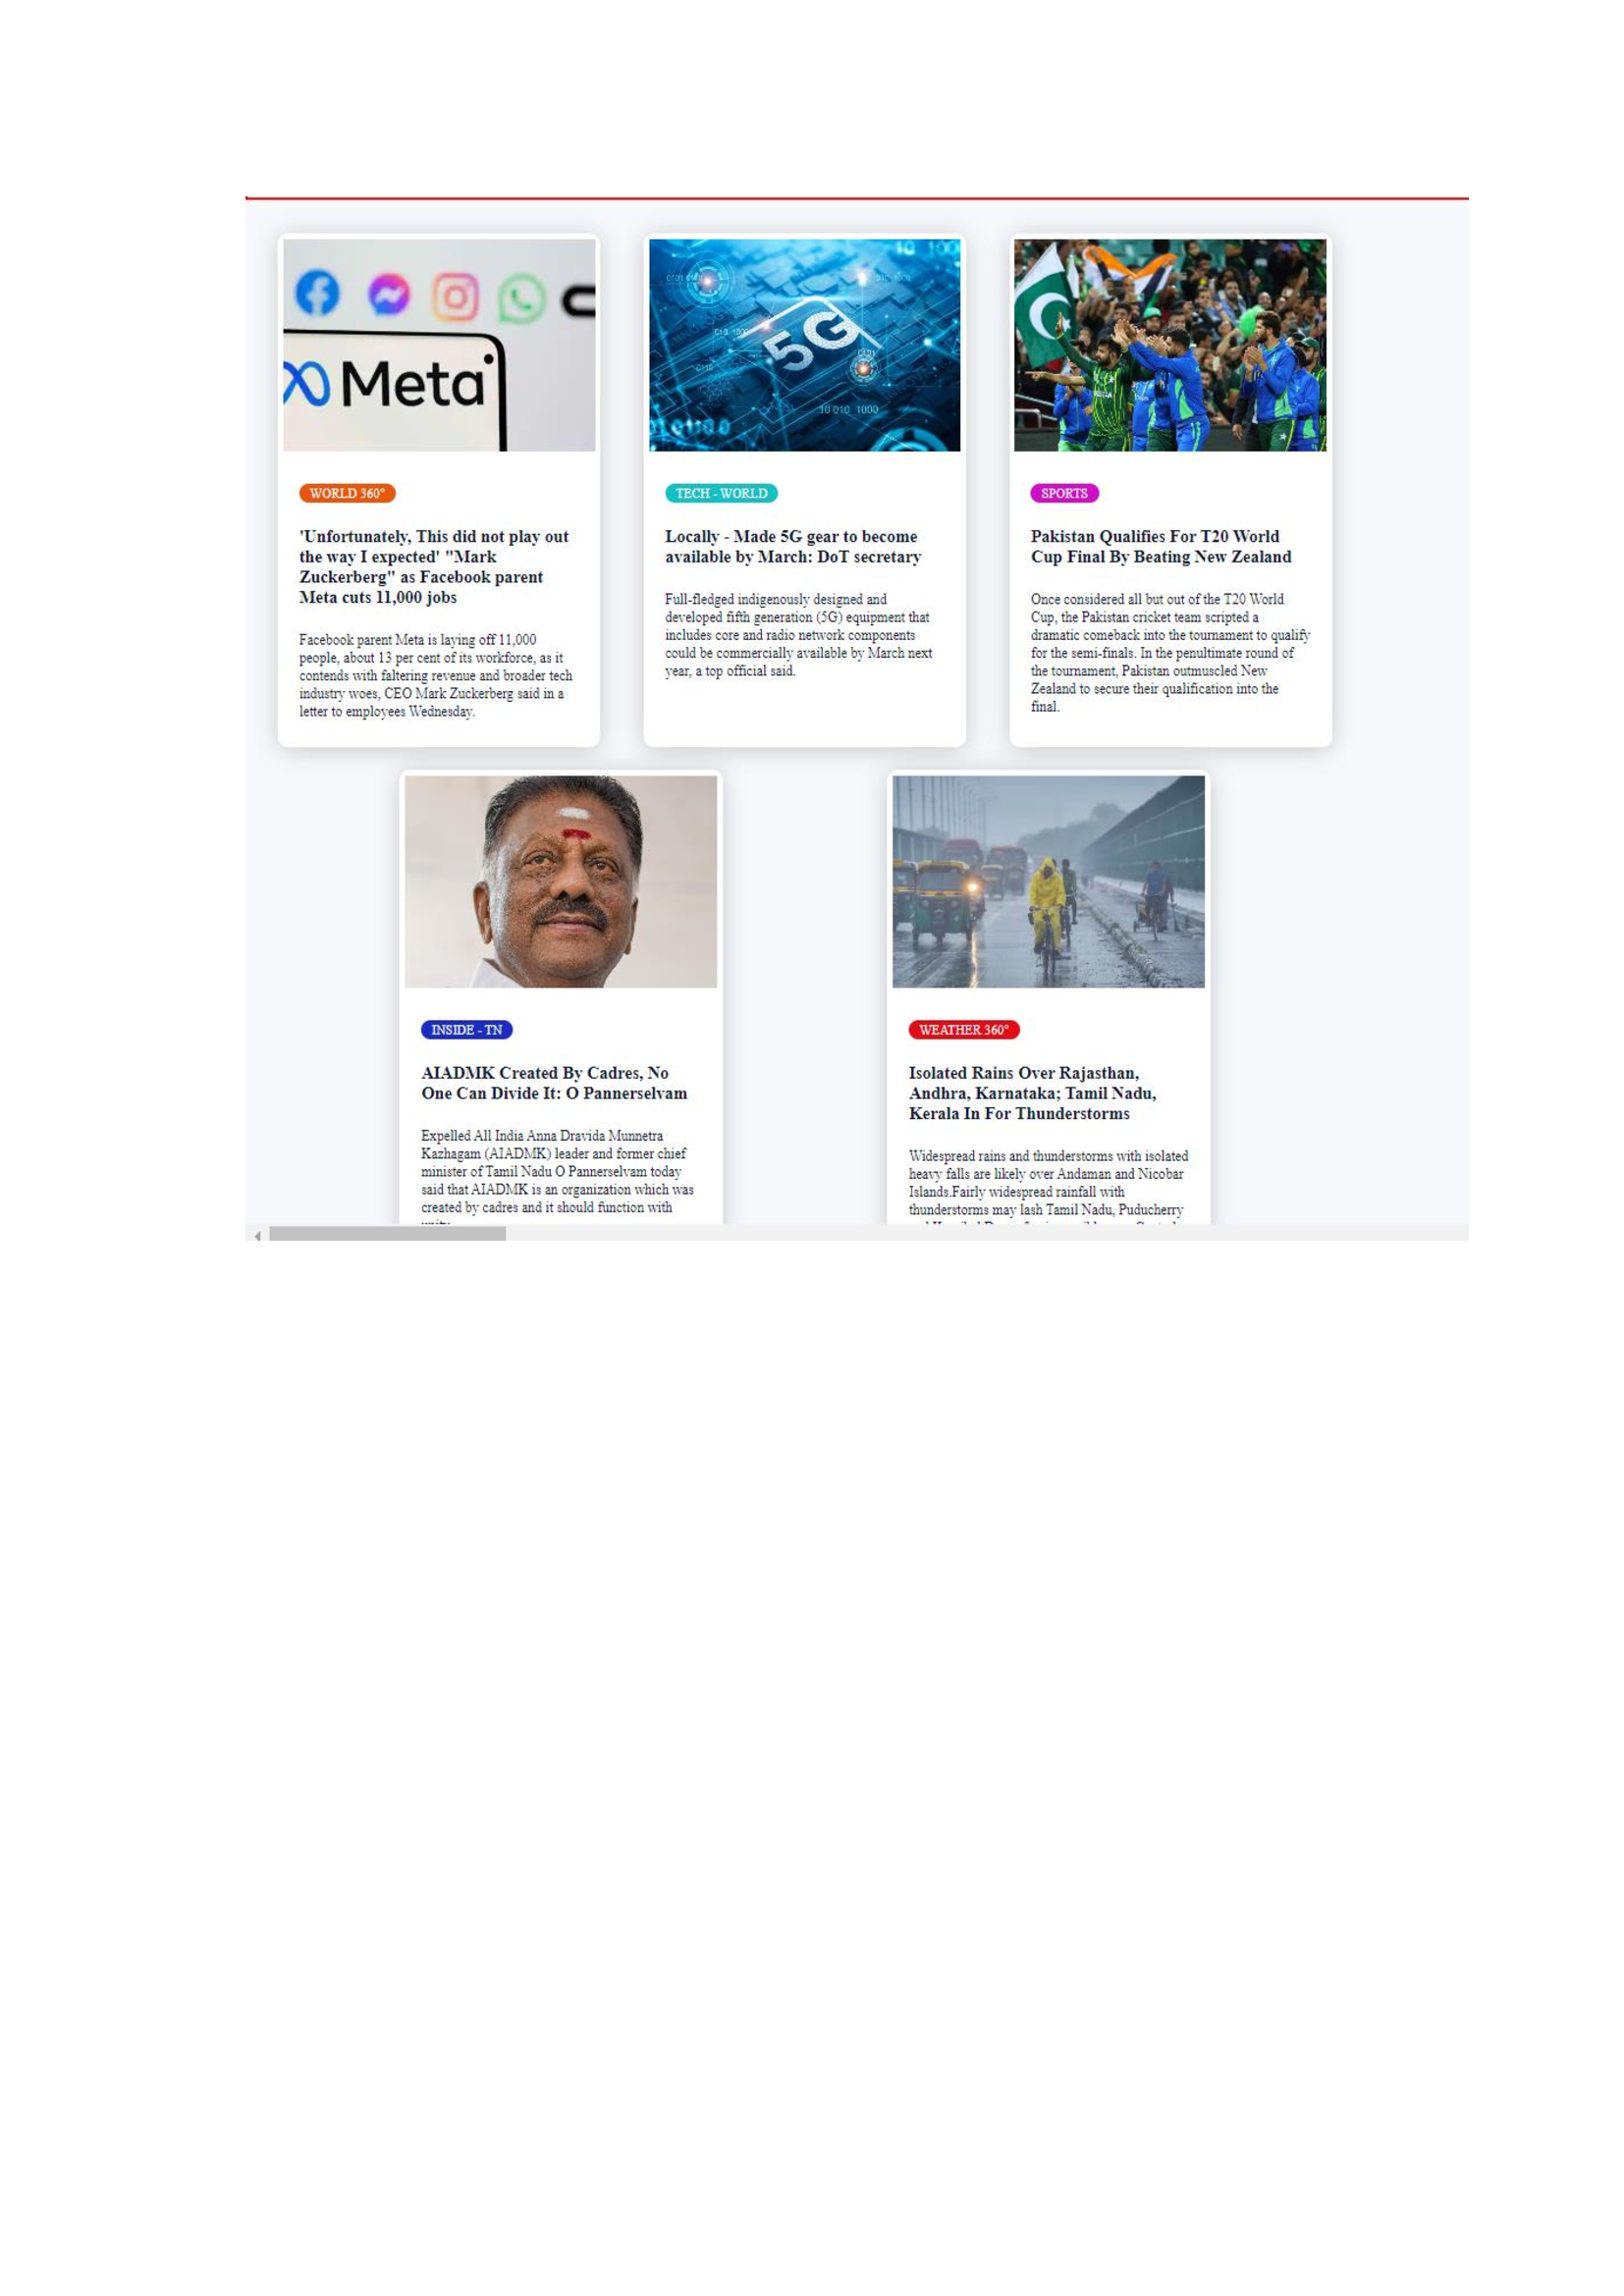 Meta
5G
10 010 1000
WORLD 360°
'Unfortunately, This did not play out
the way I expected' "Mark
Zuckerberg" as Facebook parent
Meta cuts 11,000 jobs
Facebook parent Meta is laying off 11,000
people, about 13 per cent of its workforce, as it
contends with faltering revenue and broader tech
industry woes, CEO Mark Zuckerberg said in a
letter to employees Wednesday.
TECH - WORLD
Locally - Made 5G gear to become
available by March: DoT secretary
Full-fledged indigenously designed and
developed fifth generation (5G) equipment that
includes core and radio network components
could be commercially available by March next
year, a top official said.
SPORTS
Pakistan Qualifies For T20 World
Cup Final By Beating New Zealand
Once considered all but out of the T20 World
Cup, the Pakistan cricket team scripted a
dramatic comeback into the tournament to qualify
for the semi-finals. In the penultimate round of
the tournament, Pakistan outmuscled New
Zealand to secure their qualification into the
final.
INSIDE - TN
AIADMK Created By Cadres, No
One Can Divide It: O Pannerselvam
Expelled All India Anna Dravida Munnetra
Kazhagam (AIADMK) leader and former chief
minister of Tamil Nadu O Pannerselvam today
said that AIADMK is an organization which was
created by cadres and it should function with
WEATHER 360°
Isolated Rains Over Rajasthan,
Andhra, Karnataka; Tamil Nadu,
Kerala In For Thunderstorms
Widespread rains and thunderstorms with isolated
heavy falls are likely over Andaman and Nicobar
Islands.Fairly widespread rainfall with
thunderstorms may lash Tamil Nadu, Puducherry